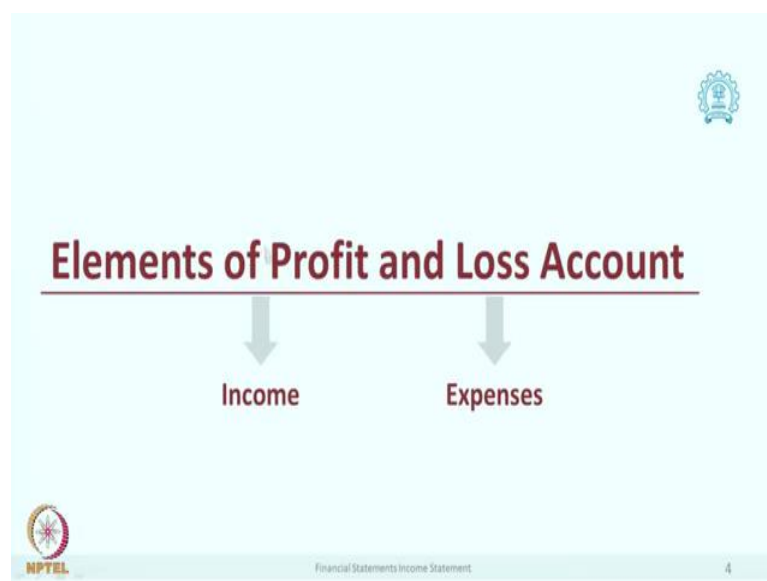 Elements of Profit and Loss Account
Income
Expenses
NPTEL
Financial Statements Income Statement
4